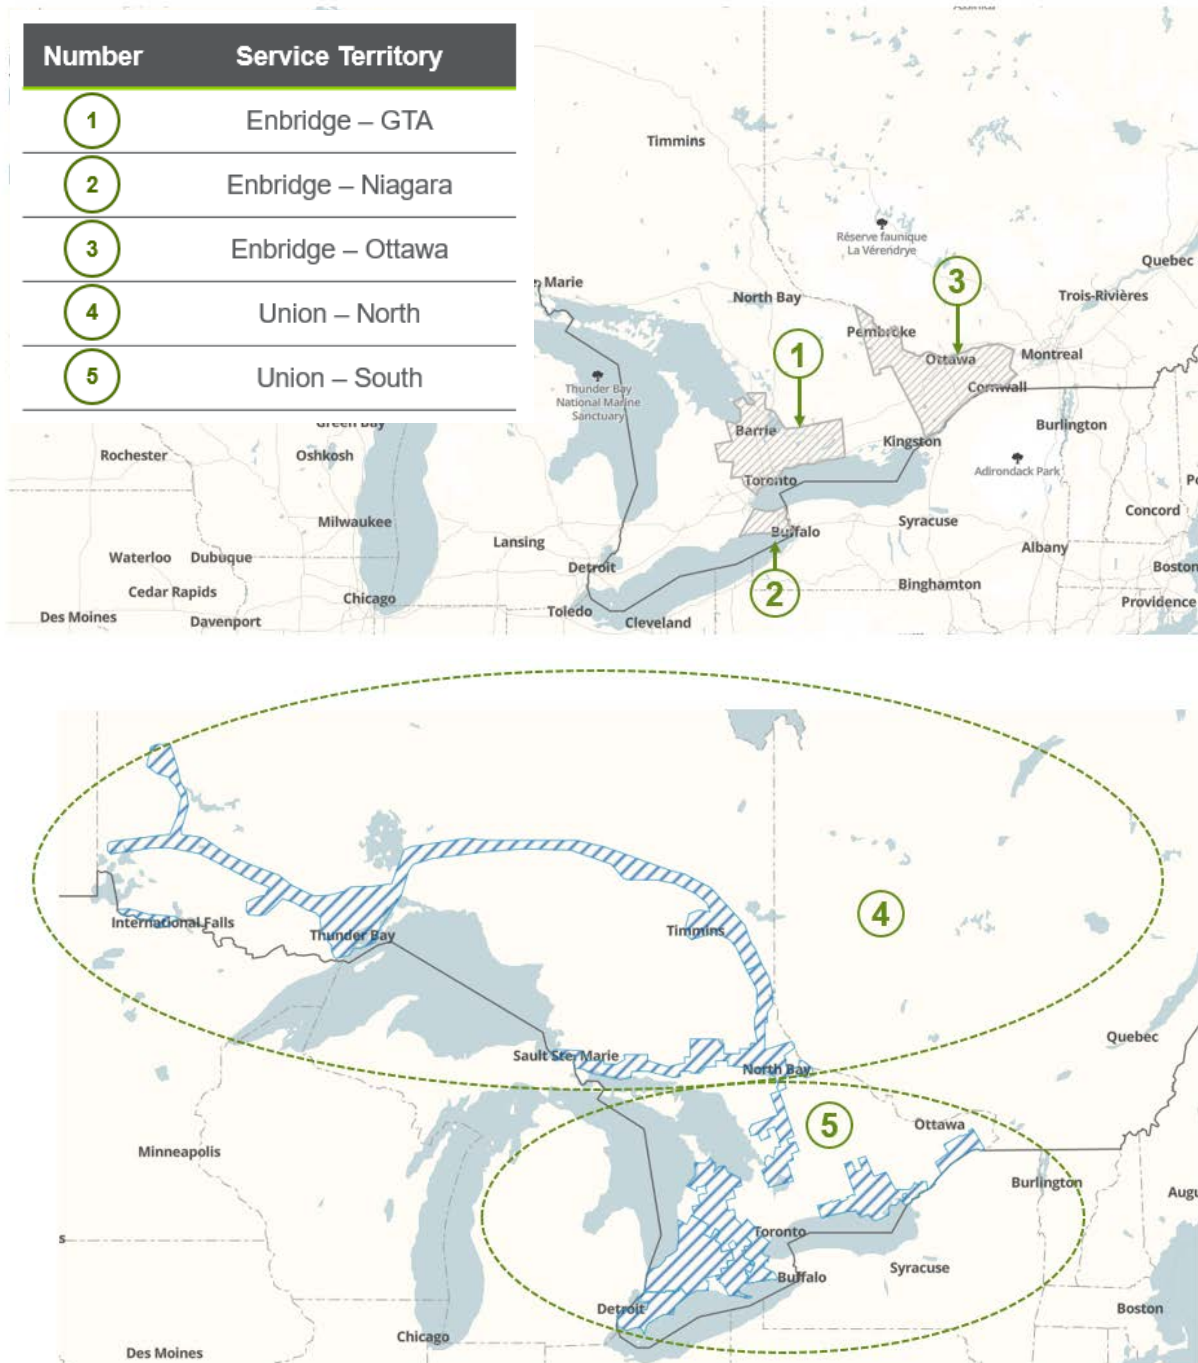 Number Service Territory
1 Enbridge – GTA
2 Enbridge – Niagara
3 Enbridge – Ottawa
4 Union – North
5 Union – South
Timmins
Réserve faunique
La Vérendrye
Quebec
3
Marie
North Bay
Trois-Rivières
Pembroke
1
Ottawa
Montreal
Thunder Bay
National Marine
Sanctuary
Cornwall
Green Bay
Barrie
Kingston
Burlington
Rochester
Oshkosh
Adirondack Park
Toronto
Milwaukee
Buffalo
Syracuse
Concord
Lansing
Waterloo
Dubuque
Detroit
Albany
Boston
Cedar Rapids
Chicago
2
Binghamton
Providence
Des Moines
Davenport
Toledo
Cleveland
4
International Falls
Thunder Bay
Timmins
Quebec
Sault Ste. Marie
North Bay
5
Ottawa
Minneapolis
Burlington
Augu
s
Toronto
Buffalo
Syracuse
Detroit
Boston
Chicago
Des Moines